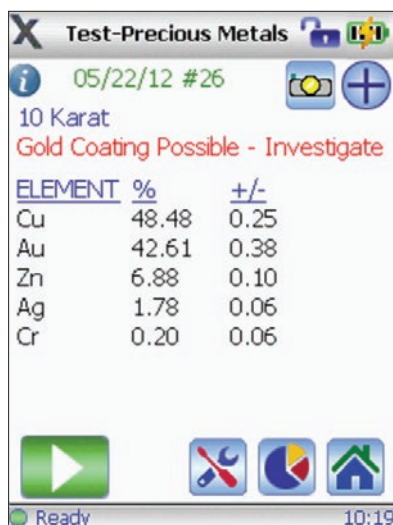 Test-Precious Metals
05/22/12 #26
10 Karat
Gold Coating Possible - Investigate
ELEMENT % +/-
Cu 48.48 0.25
Au 42.61 0.38
Zn 6.88 0.10
Ag 1.78 0.06
Cr 0.20 0.06
Ready 10:19